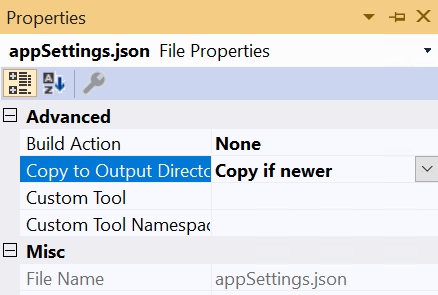 Properties
appSettings.json File Properties
Advanced
Build Action None
Copy to Output Directo Copy if newer
Custom Tool
Custom Tool Namespac
Misc
File Name appSettings.json